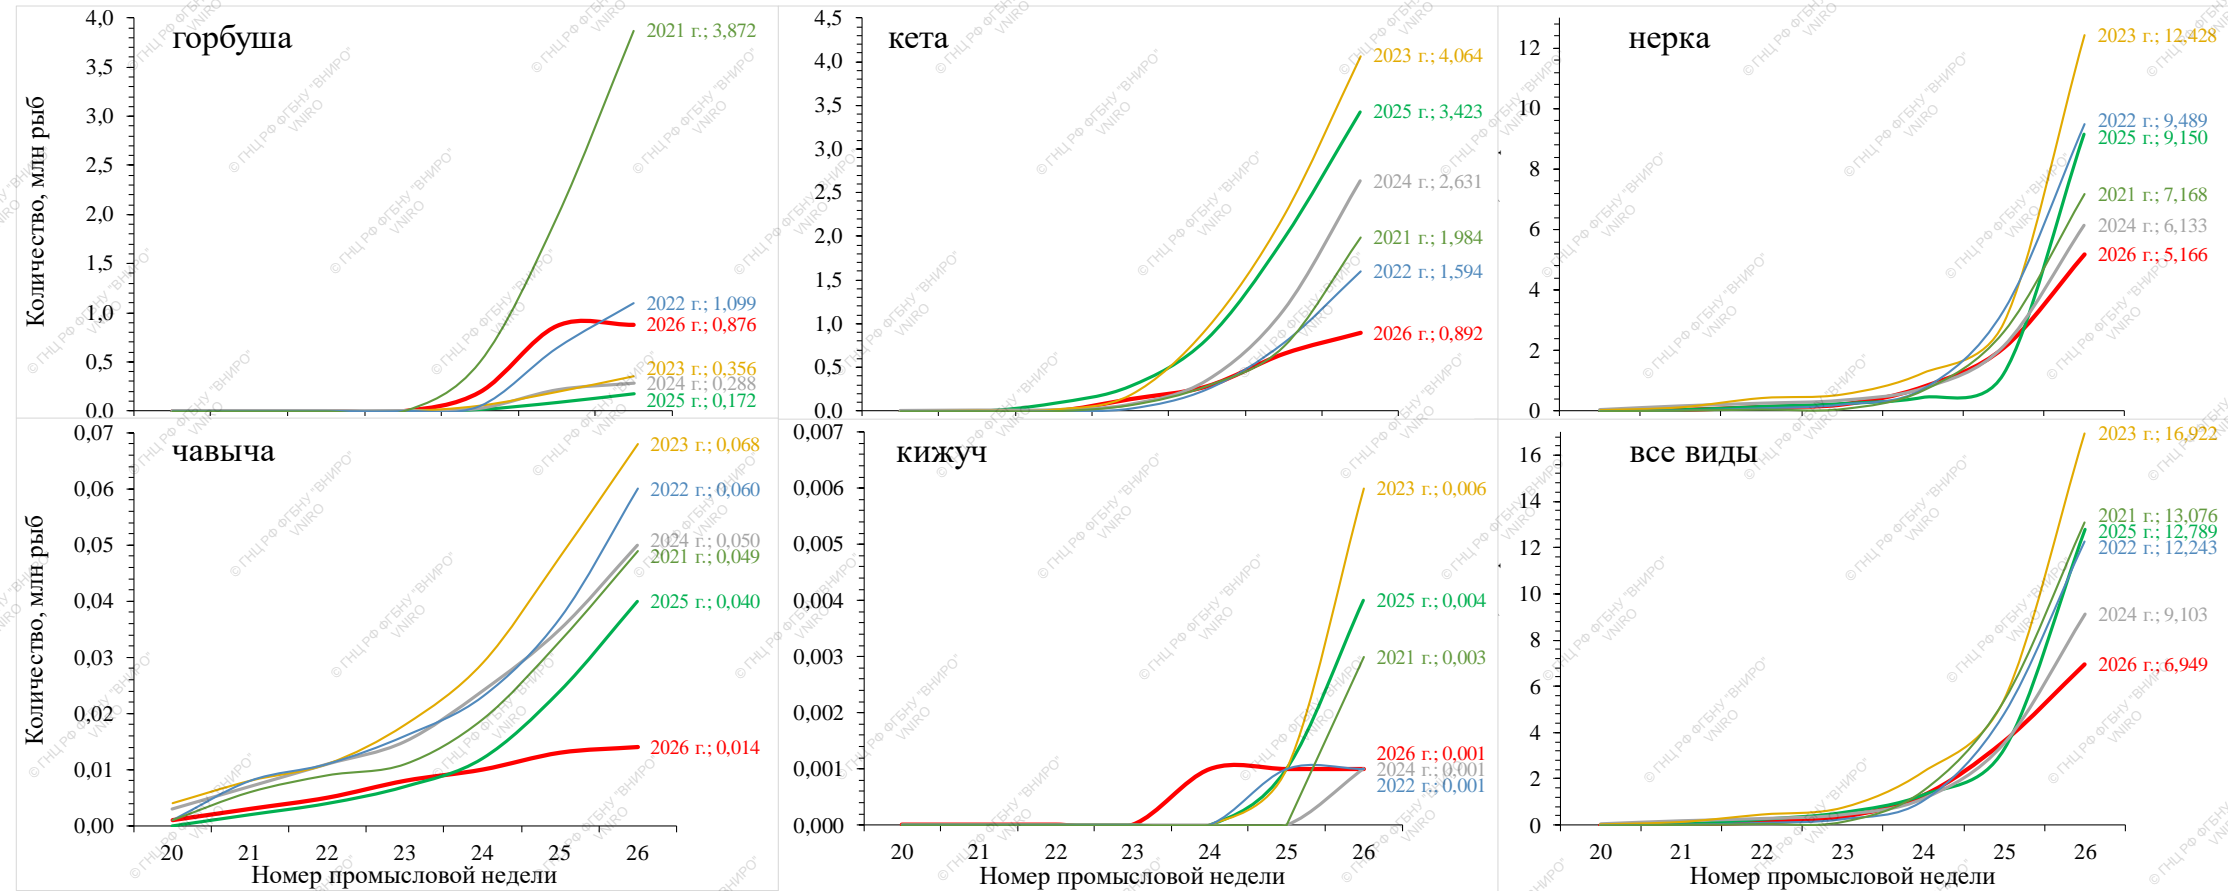 горбуша
Количество, млн рыб
4,0
3,5
3,0
2,5
2,0
1,5
1,0
0,5
0,0
2021 г.; 3,872
2022 г.; 1,099
2026 г.; 0,876
2023 г.; 0,356
2024 г.; 0,288
2025 г.; 0,172
кета
4,5
4,0
3,5
3,0
2,5
2,0
1,5
1,0
0,5
0,0
2023 г.; 4,064
2025 г.; 3,423
2024 г.; 2,631
2021 г.; 1,984
2022 г.; 1,594
2026 г.; 0,892
нерка
12
10
8
6
4
2
0
2023 г.; 12,428
2022 г.; 9,489
2025 г.; 9,150
2021 г.; 7,168
2024 г.; 6,133
2026 г.; 5,166
чавыча
Количество, млн рыб
0,07
0,06
0,05
0,04
0,03
0,02
0,01
0,00
2023 г.; 0,068
2022 г.; 0,060
2024 г.; 0,050
2021 г.; 0,049
2025 г.; 0,040
2026 г.; 0,014
20 21 22 23 24 25 26
Номер промысловой недели
кижуч
0,007
0,006
0,005
0,004
0,003
0,002
0,001
0,000
2023 г.; 0,006
2025 г.; 0,004
2021 г.; 0,003
2026 г.; 0,001
2024 г.; 0,001
2022 г.; 0,001
20 21 22 23 24 25 26
Номер промысловой недели
все виды
16
14
12
10
8
6
4
2
0
2023 г.; 16,922
2021 г.; 13,076
2025 г.; 12,789
2022 г.; 12,243
2024 г.; 9,103
2026 г.; 6,949
20 21 22 23 24 25 26
Номер промысловой недели
© ГНЦ РФ ФГБНУ "ВНИРО"
VNIRO